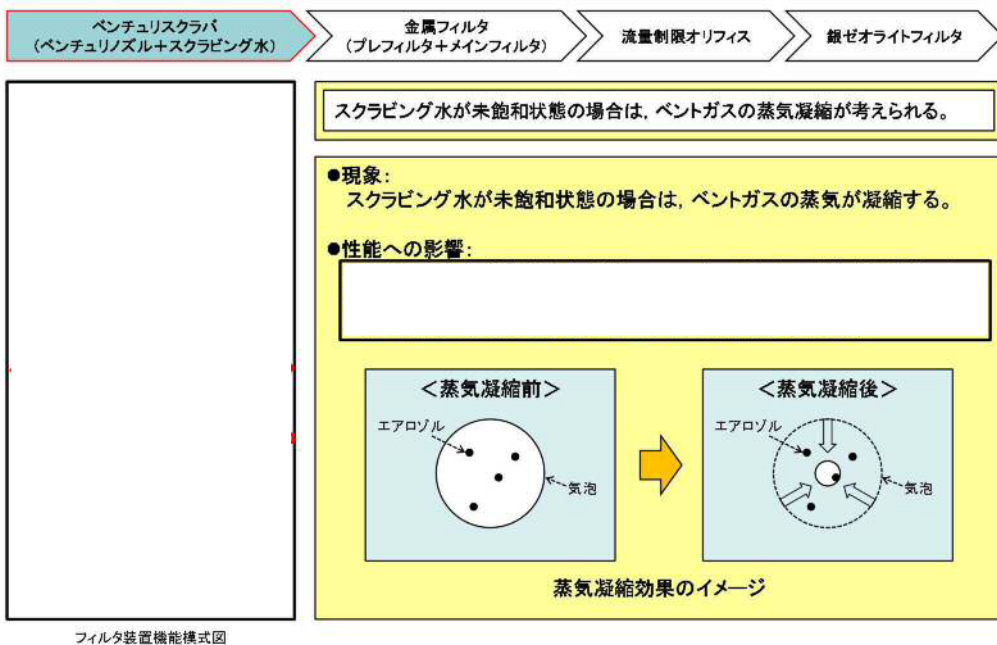 ベンチュリスクラバ
(ベンチュリノズル+スクラビング水)
金属フィルタ
(プレフィルタ+メインフィルタ)
流量制限オリフィス
銀ゼオライトフィルタ
スクラビング水が未飽和状態の場合は，ベントガスの蒸気凝縮が考えられる。
●現象：
スクラビング水が未飽和状態の場合は，ベントガスの蒸気が凝縮する。
●性能への影響：
＜蒸気凝縮前＞
エアロゾル
気泡
＜蒸気凝縮後＞
エアロゾル
気泡
蒸気凝縮効果のイメージ
フィルタ装置機能模式図